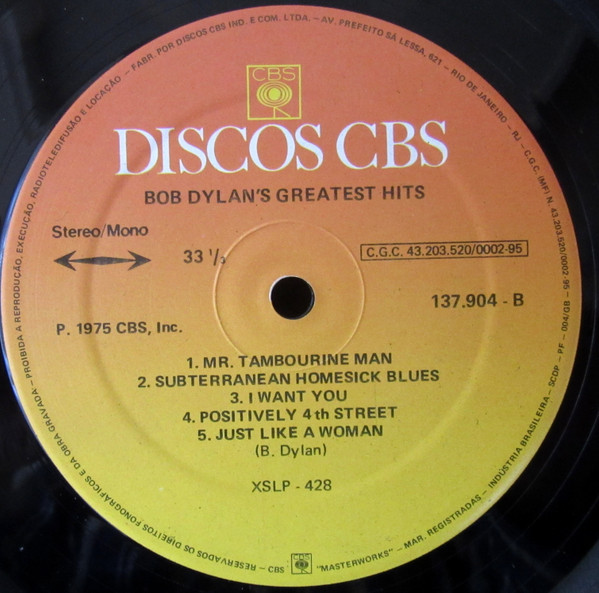 FABR. POR DISCOS CBS IND. E COM. LTDA. – AV. PREFEITO SÁ LESSA, 621 – RIO DE JANEIRO – RJ – C.G.C. (MF) N. 43.203.520/0002-95 – SCDP – PF – 004/GB – INDÚSTRIA BRASILEIRA – MAR. REGISTRADAS – "MASTERWORKS" – CBS
CBS – RESERVADOS OS DIREITOS FONOGRÁFICOS E DA OBRA GRAVADA – PROIBIDA A REPRODUÇÃO, EXECUÇÃO, RADIOTELEDIFUSÃO E LOCAÇÃO –
CBS
DISCOS CBS
BOB DYLAN'S GREATEST HITS
Stereo/Mono
33 1/3
C.G.C. 43.203.520/0002-95
137.904 - B
P. 1975 CBS, Inc.
1. MR. TAMBOURINE MAN
2. SUBTERRANEAN HOMESICK BLUES
3. I WANT YOU
4. POSITIVELY 4th STREET
5. JUST LIKE A WOMAN
(B. Dylan)
XSLP - 428